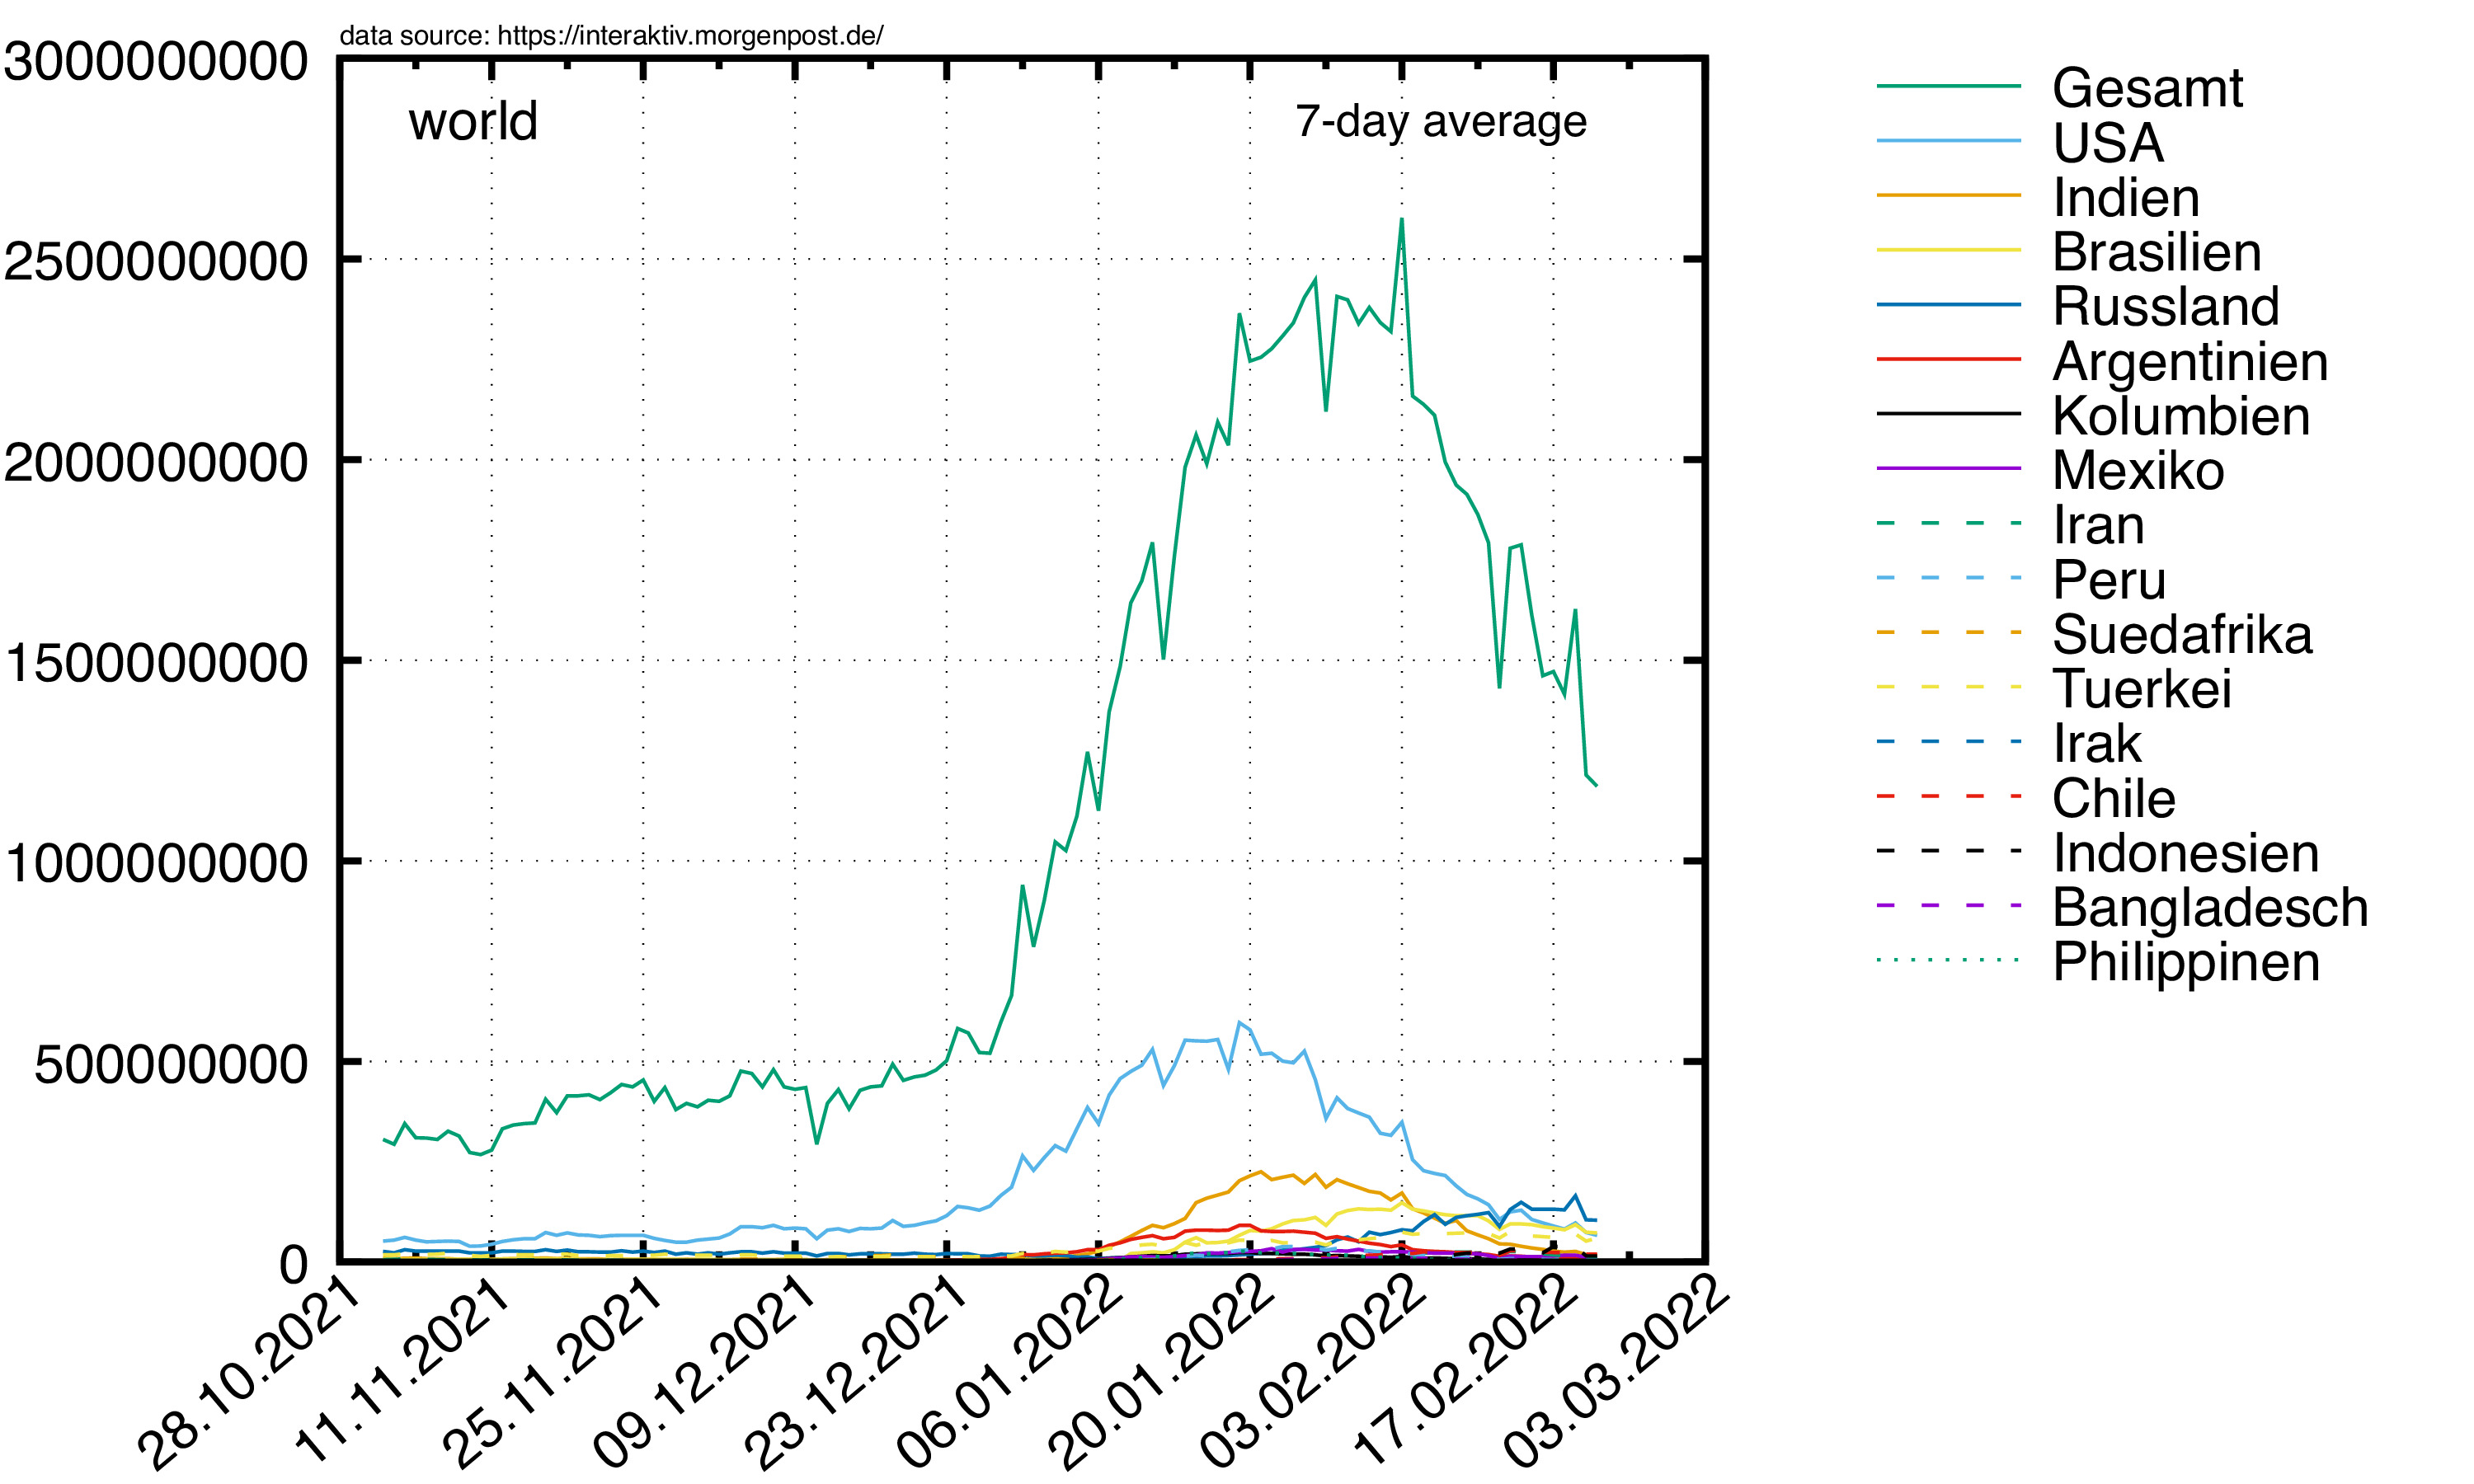 data source: https://interaktiv.morgenpost.de/
world
7-day average
3000000000
2500000000
2000000000
1500000000
1000000000
500000000
0
28.10.2021
11.11.2021
25.11.2021
09.12.2021
23.12.2021
06.01.2022
20.01.2022
03.02.2022
17.02.2022
03.03.2022
Gesamt
USA
Indien
Brasilien
Russland
Argentinien
Kolumbien
Mexiko
Iran
Peru
Suedafrika
Tuerkei
Irak
Chile
Indonesien
Bangladesch
Philippinen